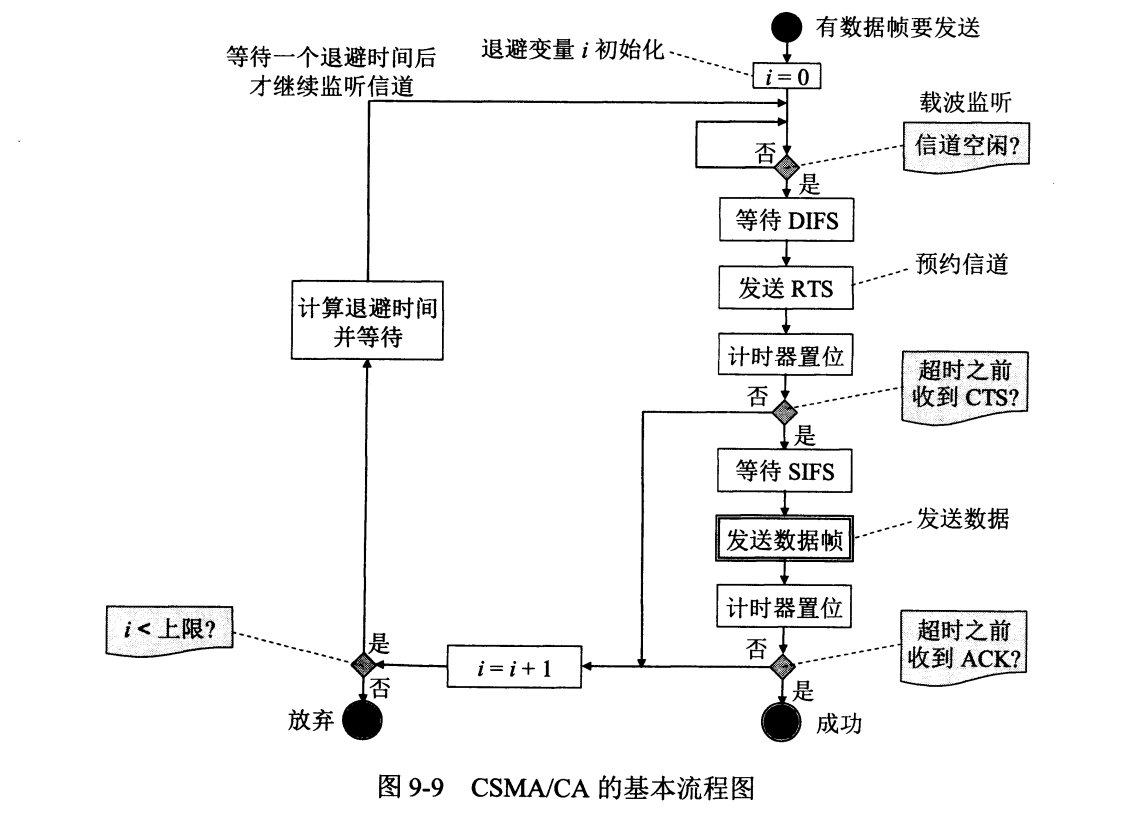 有数据帧要发送
退避变量 i 初始化
i = 0
等待一个退避时间后
才继续监听信道
载波监听
信道空闲?
否
是
等待 DIFS
预约信道
发送 RTS
计算退避时间
并等待
计时器置位
超时之前
收到 CTS?
否
是
等待 SIFS
发送数据
发送数据帧
计时器置位
i < 上限?
超时之前
收到 ACK?
否
是
i = i + 1
否
是
放弃
成功
图 9-9 CSMA/CA 的基本流程图